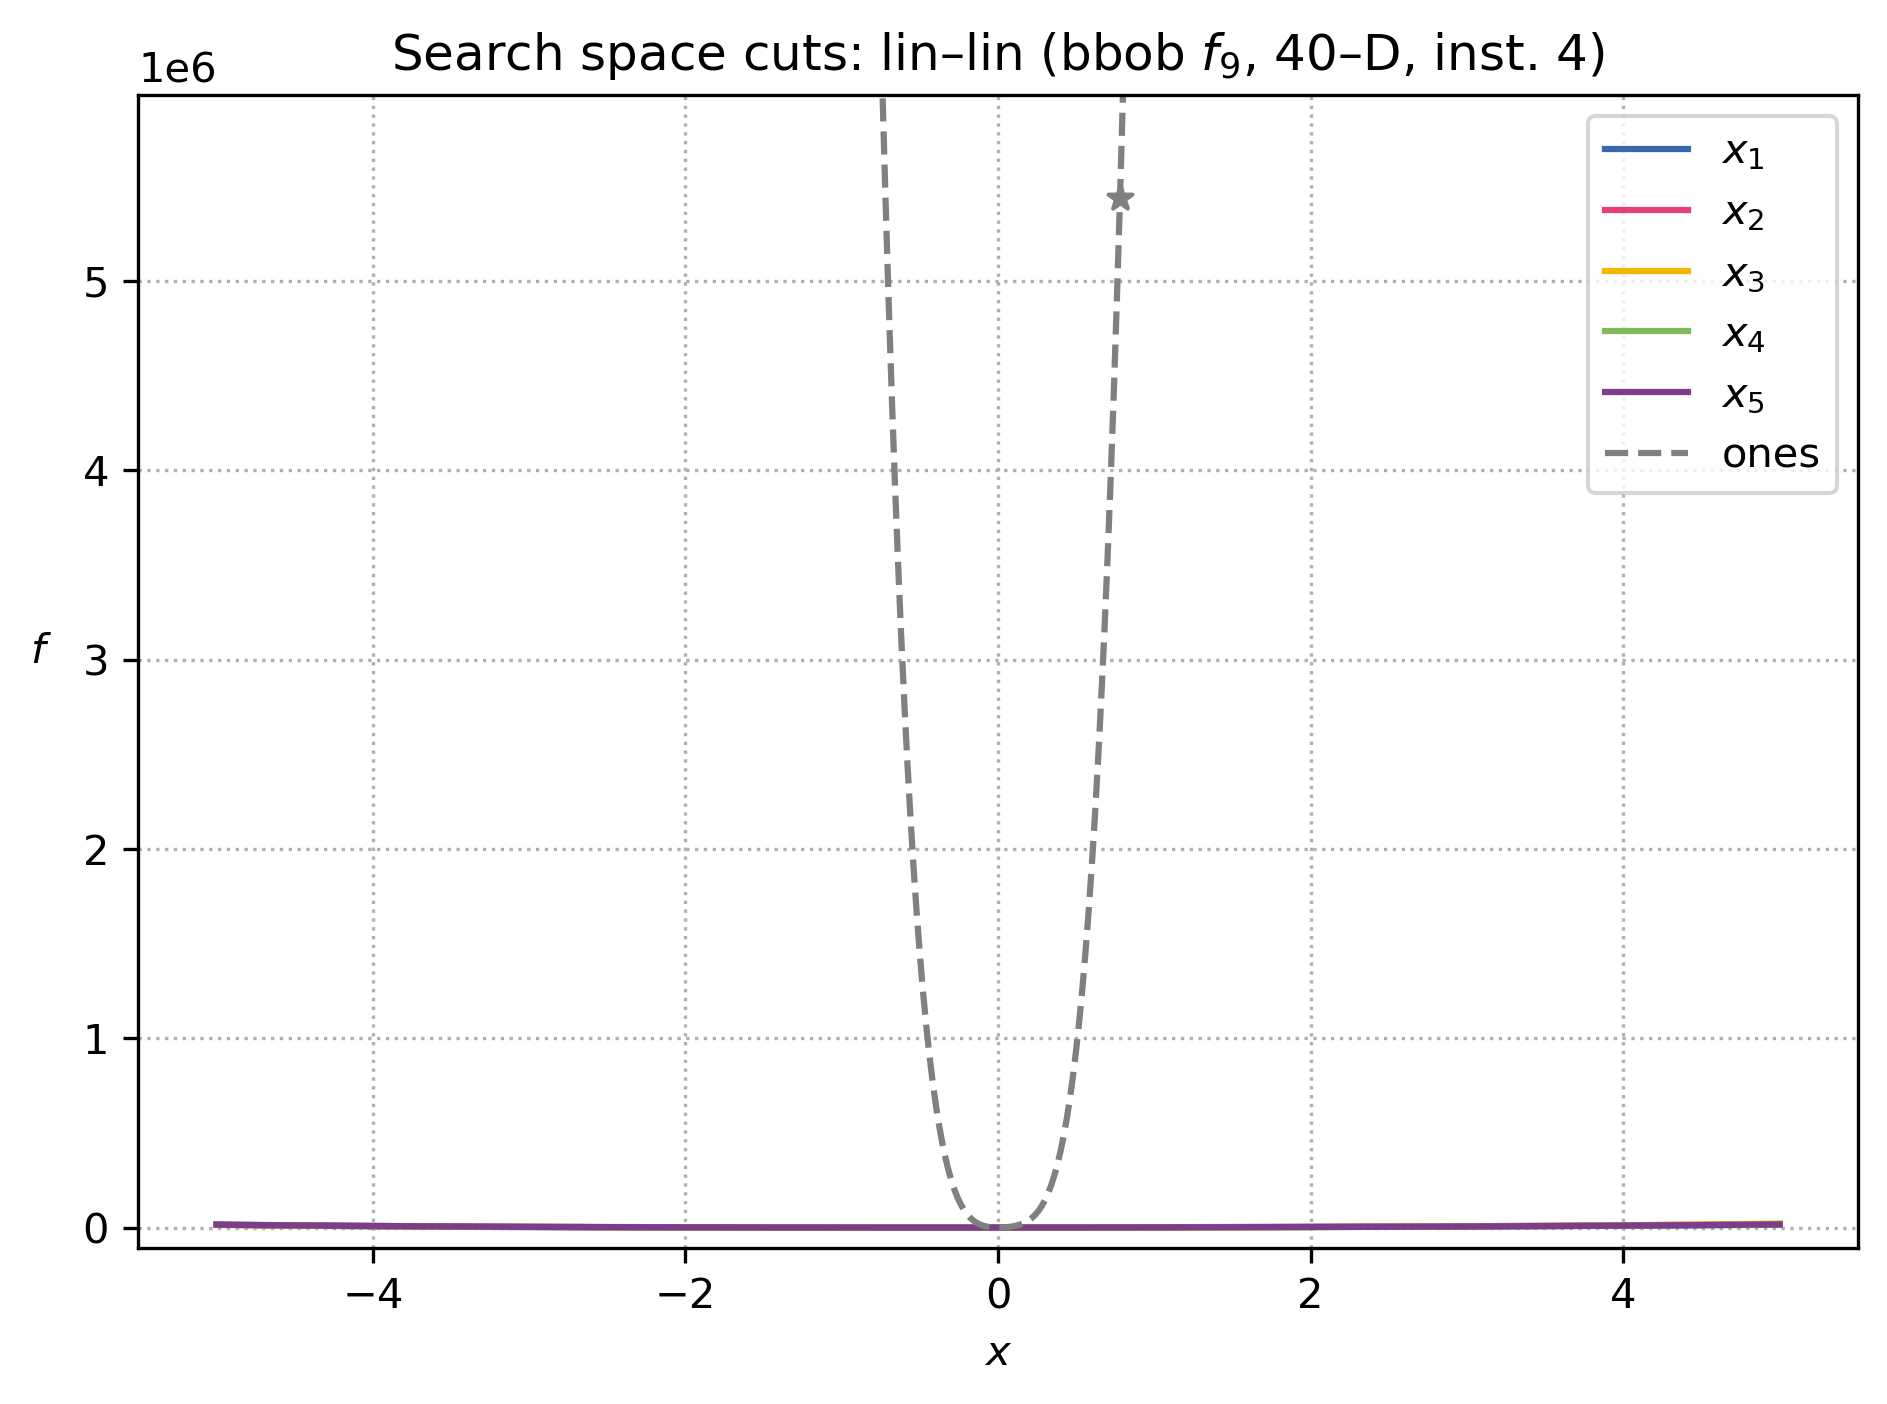 Search space cuts: lin–lin (bbob f₉, 40–D, inst. 4)
1e6
x₁
x₂
x₃
x₄
x₅
ones
5
4
3
2
1
0
f
−4
−2
0
2
4
x